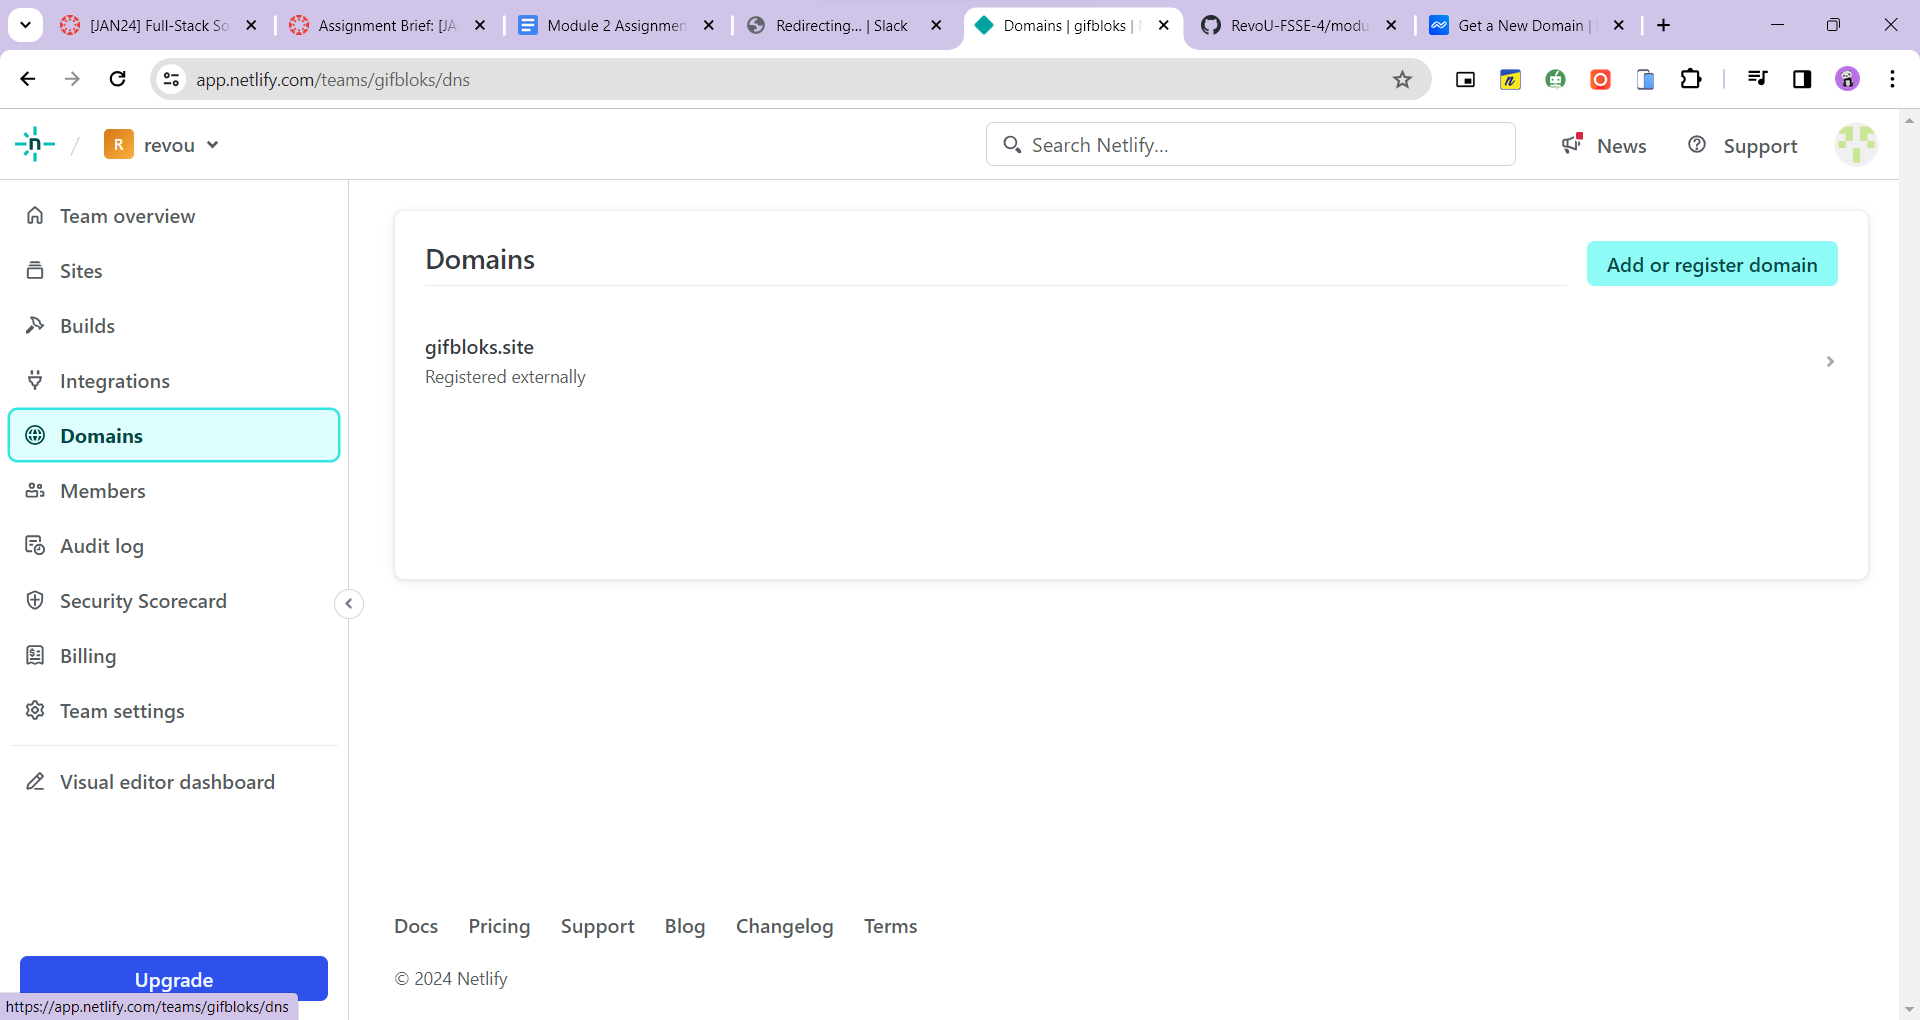 [JAN24] Full-Stack So
Assignment Brief: [JA
Module 2 Assignmen
Redirecting... | Slack
Domains | gifbloks |
RevoU-FSSE-4/modu
Get a New Domain |
app.netlify.com/teams/gifbloks/dns
/
R
revou
Search Netlify...
News
Support
Team overview
Sites
Builds
Integrations
Domains
Members
Audit log
Security Scorecard
Billing
Team settings
Visual editor dashboard
Upgrade
https://app.netlify.com/teams/gifbloks/dns
Domains
Add or register domain
gifbloks.site
Registered externally
Docs Pricing Support Blog Changelog Terms
© 2024 Netlify